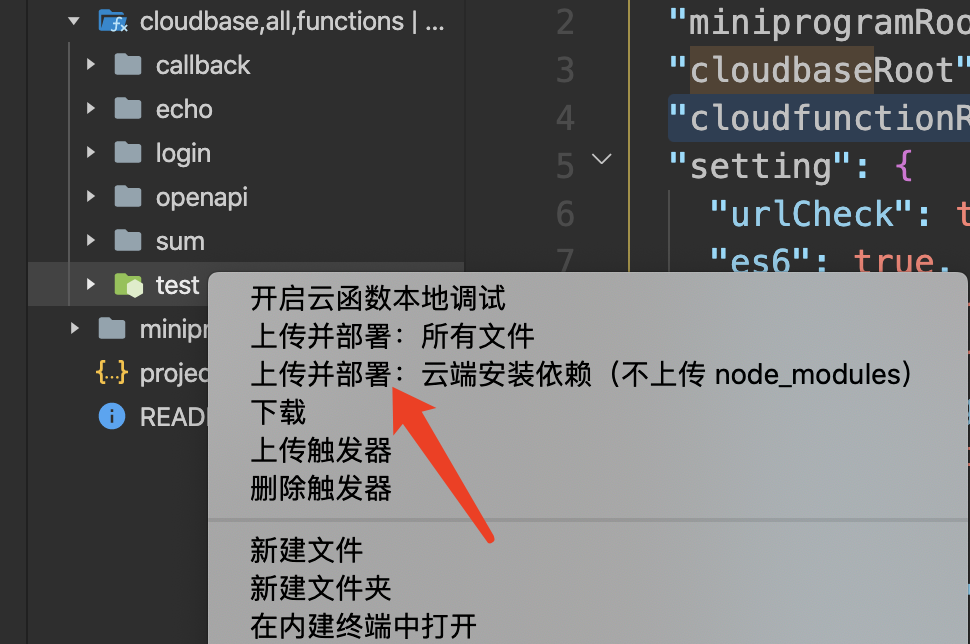 cloudbase,all,functions | ...
callback
echo
login
openapi
sum
test
minipr
projec
READ
2
"miniprogramRoo
3
"cloudbaseRoot"
4
"cloudfunctionR
5
"setting": {
6
"urlCheck": t
7
"es6": true,
开启云函数本地调试
上传并部署：所有文件
上传并部署：云端安装依赖（不上传 node_modules）
下载
上传触发器
删除触发器
新建文件
新建文件夹
在内建终端中打开